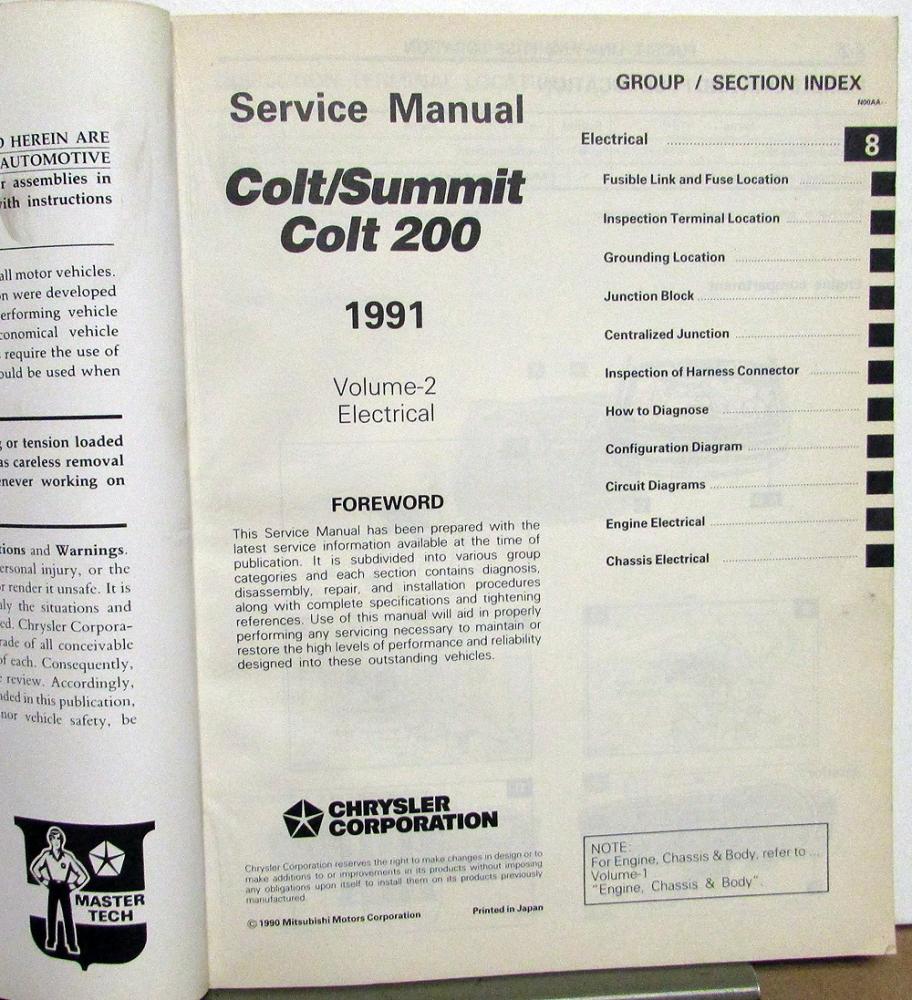 O HEREIN ARE
AUTOMOTIVE
r assemblies in
ith instructions
all motor vehicles.
on were developed
erforming vehicle
conomical vehicle
require the use of
ould be used when
or tension loaded
as careless removal
enever working on
tions and Warnings.
ersonal injury, or the
r render it unsafe. It is
ly the situations and
ed. Chrysler Corpora-
rade of all conceivable
of each. Consequently,
review. Accordingly,
nded in this publication,
nor vehicle safety, be
MASTER
TECH
Service Manual
Colt/Summit
Colt 200
1991
Volume-2
Electrical
FOREWORD
This Service Manual has been prepared with the
latest service information available at the time of
publication. It is subdivided into various group
categories and each section contains diagnosis,
disassembly, repair, and installation procedures
along with complete specifications and tightening
references. Use of this manual will aid in properly
performing any servicing necessary to maintain or
restore the high levels of performance and reliability
designed into these outstanding vehicles.
CHRYSLER
CORPORATION
Chrysler Corporation reserves the right to make changes in design or to
make additions to or improvements in its products without imposing
any obligations upon itself to install them on its products previously
manufactured.
© 1990 Mitsubishi Motors Corporation Printed in Japan
GROUP / SECTION INDEX
N00AA--
Electrical 8
Fusible Link and Fuse Location
Inspection Terminal Location
Grounding Location
Junction Block
Centralized Junction
Inspection of Harness Connector
How to Diagnose
Configuration Diagram
Circuit Diagrams
Engine Electrical
Chassis Electrical
NOTE:
For Engine, Chassis & Body, refer to ...
Volume-1
"Engine, Chassis & Body".